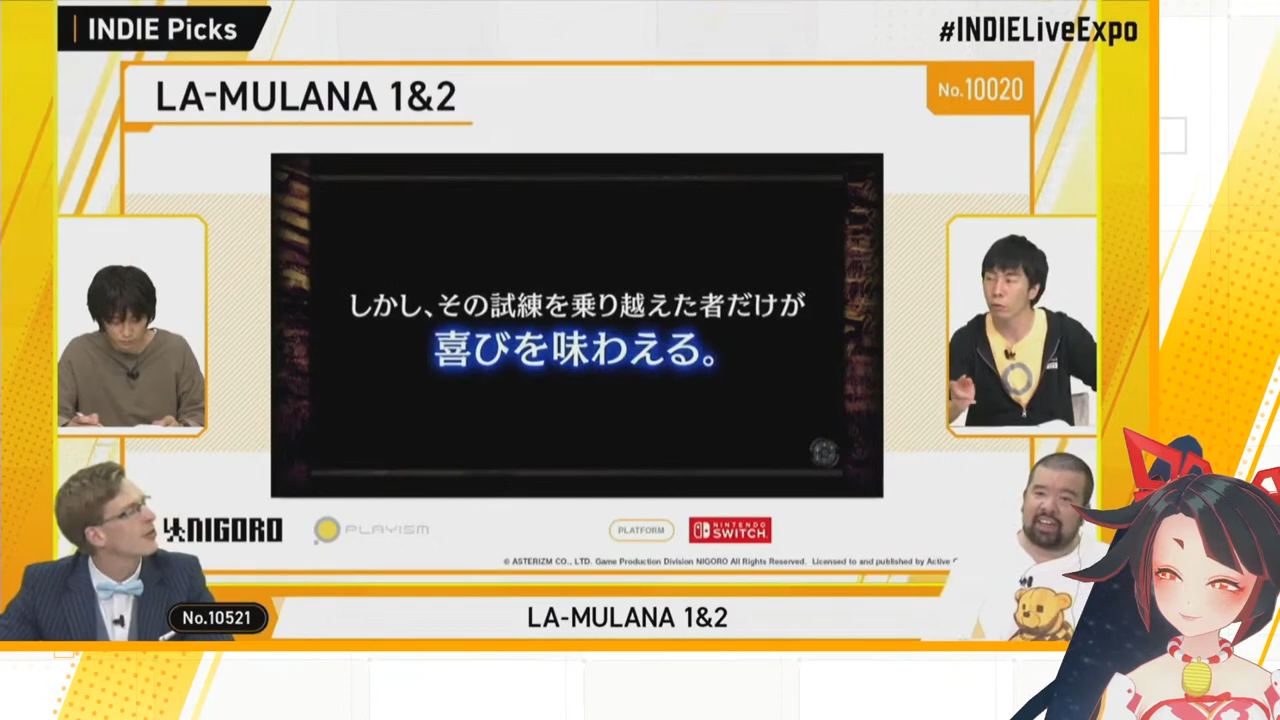 INDIE Picks
#INDIELiveExpo
LA-MULANA 1&2
No.10020
しかし、その試練を乗り越えた者だけが
喜びを味わえる。
NIGORO
PLAYISM
PLATFORM
NINTENDO
SWITCH
© ASTERIZM CO., LTD. Game Production Division NIGORO All Rights Reserved. Licensed to and published by Active
No.10521
LA-MULANA 1&2